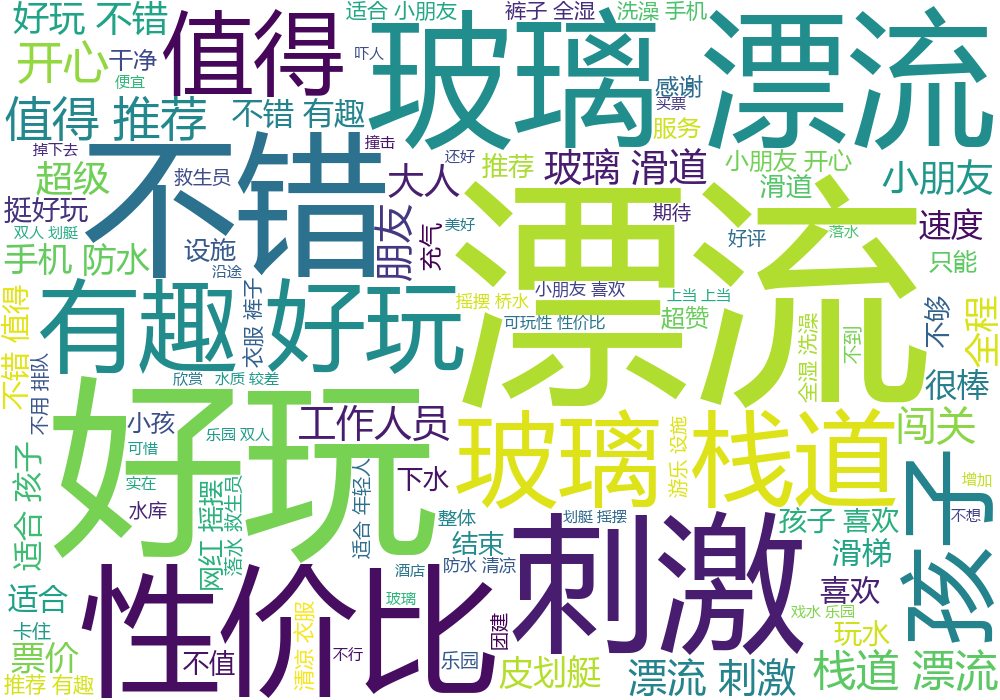 好玩 不错
值得
适合 小朋友
裤子 全湿
洗澡 手机
开心
干净
便宜
吓人
玻璃 漂流
感谢
买票
值得 推荐
不错 有趣
服务
掉下去
不错
撞击
还好
推荐
玻璃 滑道
小朋友 开心
小朋友
超级
救生员
大人
滑道
挺好玩
双人 划艇
设施
朋友
充气
美好
漂流
期待
好评
落水
速度
手机 防水
沿途
只能
不错 值得
有趣 好玩
衣服 裤子
摇摆 桥水
小朋友 喜欢
上当 上当
可玩性 性价比
超赞
全湿 洗澡
不到
不够
全程
不用 排队
欣赏
水质 较差
很棒
好玩
小孩
工作人员
乐园 双人
可惜
玻璃 栈道
游乐 设施
闯关
适合 孩子
实在
水库
网红 摇摆
落水 救生员
适合 年轻人
下水
整体
划艇 摇摆
孩子
增加
不想
孩子 喜欢
结束
刺激
滑梯
性价比
防水 清凉
酒店
适合
玻璃
喜欢
戏水 乐园
卡住
清凉 衣服
团建
玩水
票价
不值
不行
乐园
皮划艇
漂流 刺激
栈道 漂流
推荐 有趣